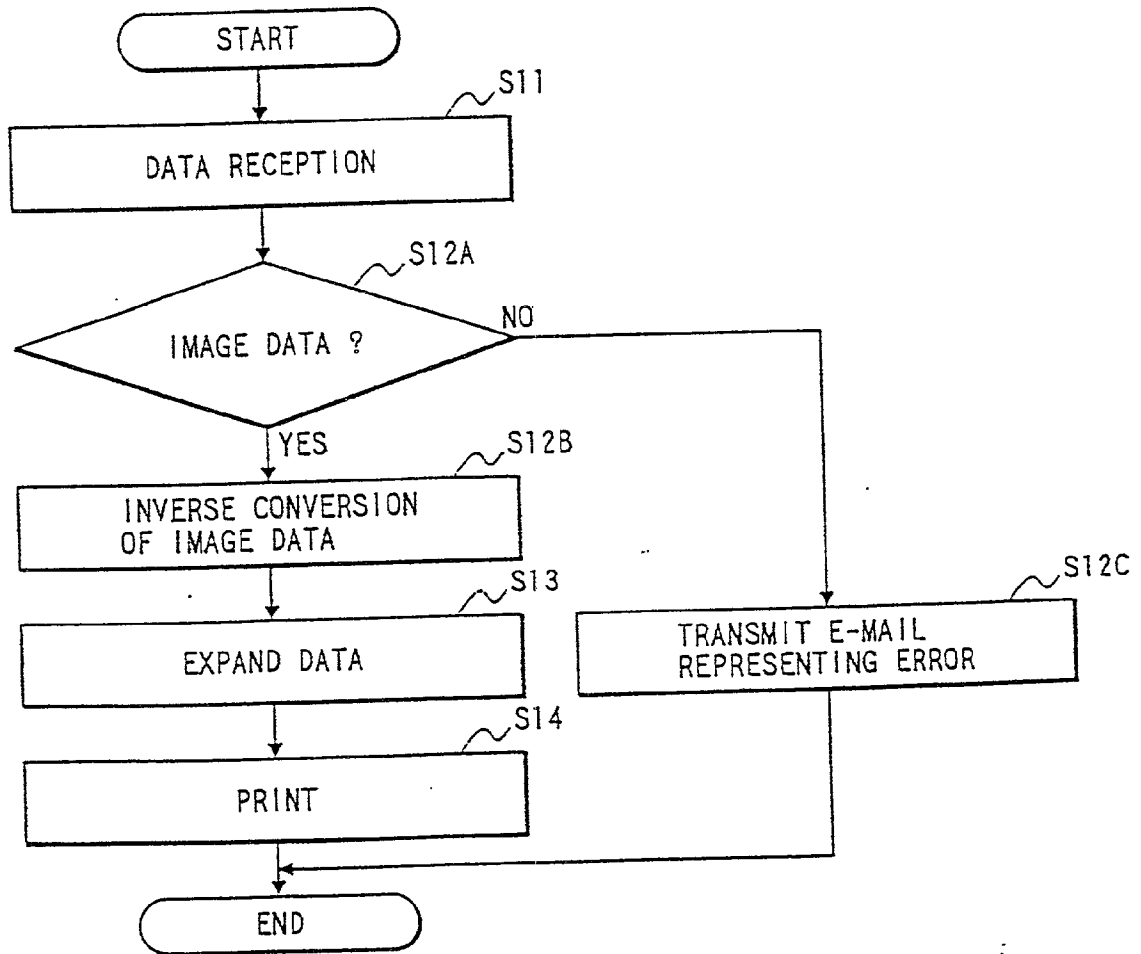 START
S11
DATA RECEPTION
S12A
IMAGE DATA ?
NO
YES
S12B
INVERSE CONVERSION
OF IMAGE DATA
S13
EXPAND DATA
S12C
TRANSMIT E-MAIL
REPRESENTING ERROR
S14
PRINT
END